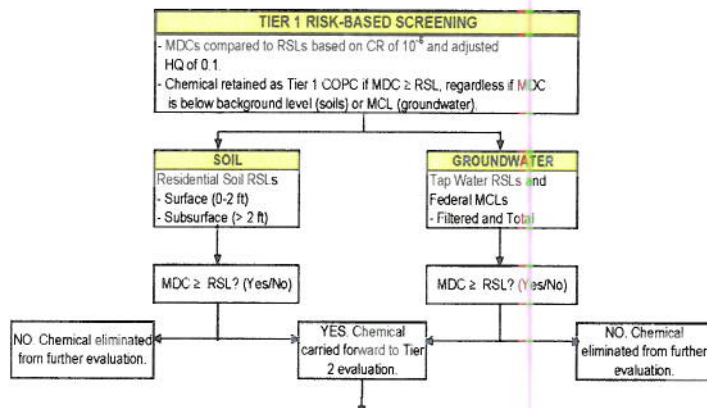 TIER 1 RISK-BASED SCREENING
- MDCs compared to RSLs based on CR of 10⁻⁶ and adjusted
HQ of 0.1.
- Chemical retained as Tier 1 COPC if MDC ≥ RSL, regardless if MDC
is below background level (soils) or MCL (groundwater).
SOIL
Residential Soil RSLs
- Surface (0-2 ft)
- Subsurface (> 2 ft)
GROUNDWATER
Tap Water RSLs and
Federal MCLs
- Filtered and Total
MDC ≥ RSL? (Yes/No)
MDC ≥ RSL? (Yes/No)
NO. Chemical eliminated
from further evaluation.
YES. Chemical
carried forward to Tier
2 evaluation.
NO. Chemical
eliminated from further
evaluation.